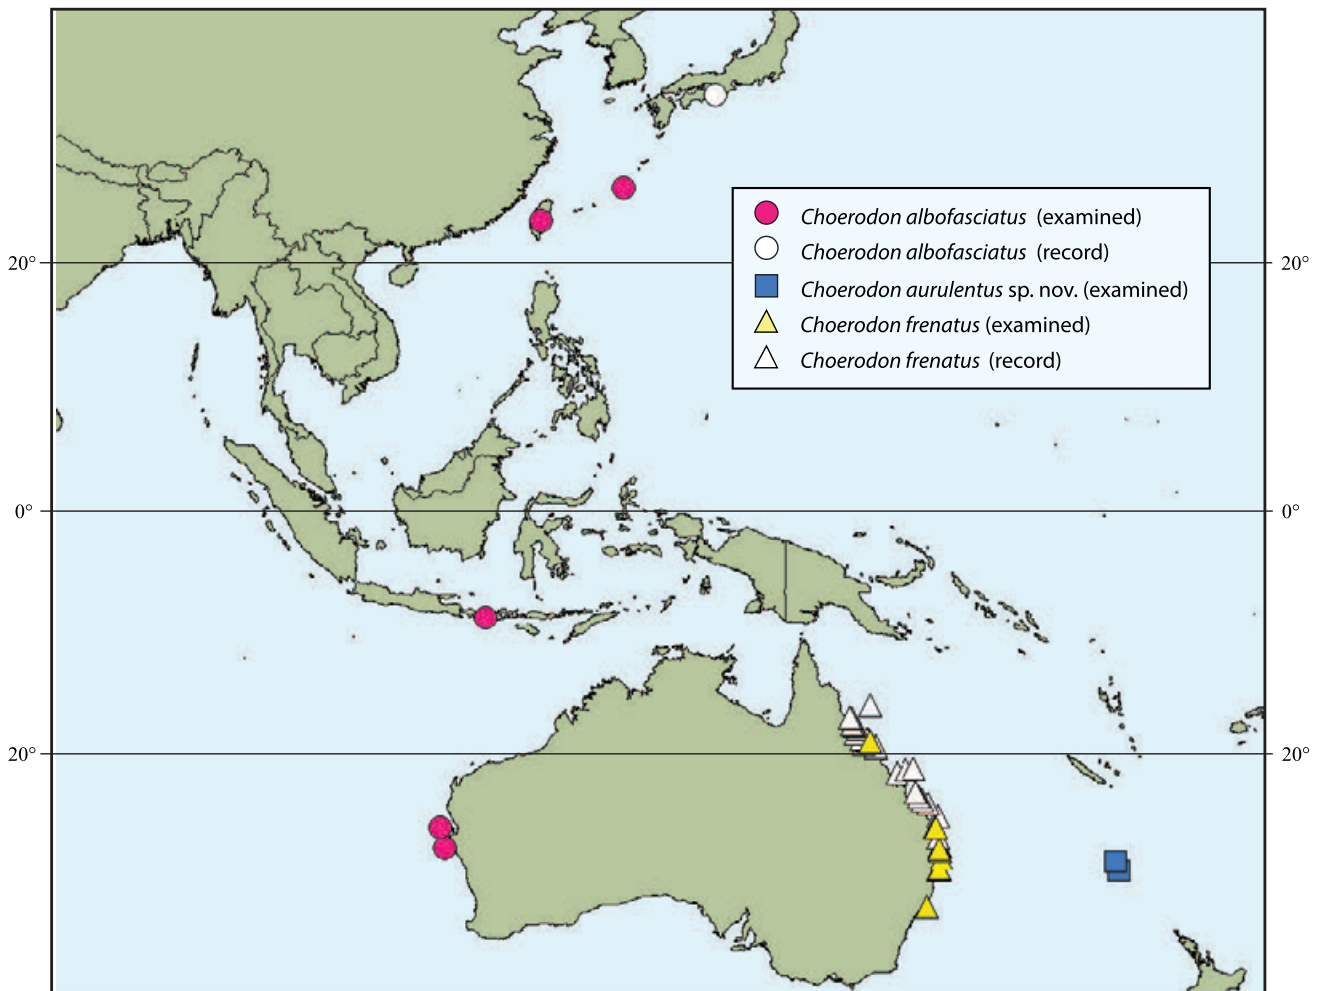 Choerodon albofasciatus (examined)
Choerodon albofasciatus (record)
20° 20°
Choerodon aurulentus sp. nov. (examined)
Choerodon frenatus (examined)
Choerodon frenatus (record)
0° 0°
20° 20°